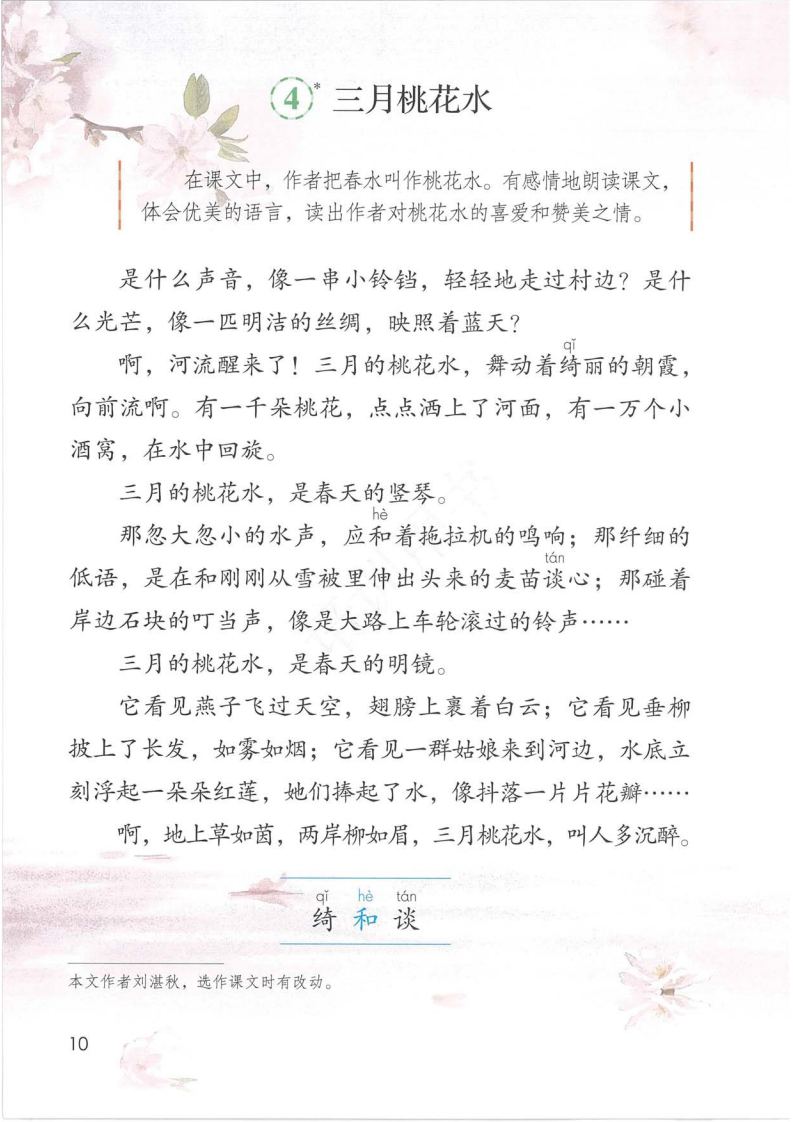 4* 三月桃花水
在课文中，作者把春水叫作桃花水。有感情地朗读课文，
体会优美的语言，读出作者对桃花水的喜爱和赞美之情。
是什么声音，像一串小铃铛，轻轻地走过村边？是什
么光芒，像一匹明洁的丝绸，映照着蓝天？
qǐ
啊，河流醒来了！三月的桃花水，舞动着绮丽的朝霞，
向前流啊。有一千朵桃花，点点洒上了河面，有一万个小
酒窝，在水中回旋。
三月的桃花水，是春天的竖琴。
hè
那忽大忽小的水声，应和着拖拉机的鸣响；那纤细的
tán
低语，是在和刚刚从雪被里伸出头来的麦苗谈心；那碰着
岸边石块的叮当声，像是大路上车轮滚过的铃声……
三月的桃花水，是春天的明镜。
它看见燕子飞过天空，翅膀上裹着白云；它看见垂柳
披上了长发，如雾如烟；它看见一群姑娘来到河边，水底立
刻浮起一朵朵红莲，她们捧起了水，像抖落一片片花瓣……
啊，地上草如茵，两岸柳如眉，三月桃花水，叫人多沉醉。
qǐ hè tán
绮 和 谈
本文作者刘湛秋，选作课文时有改动。
10